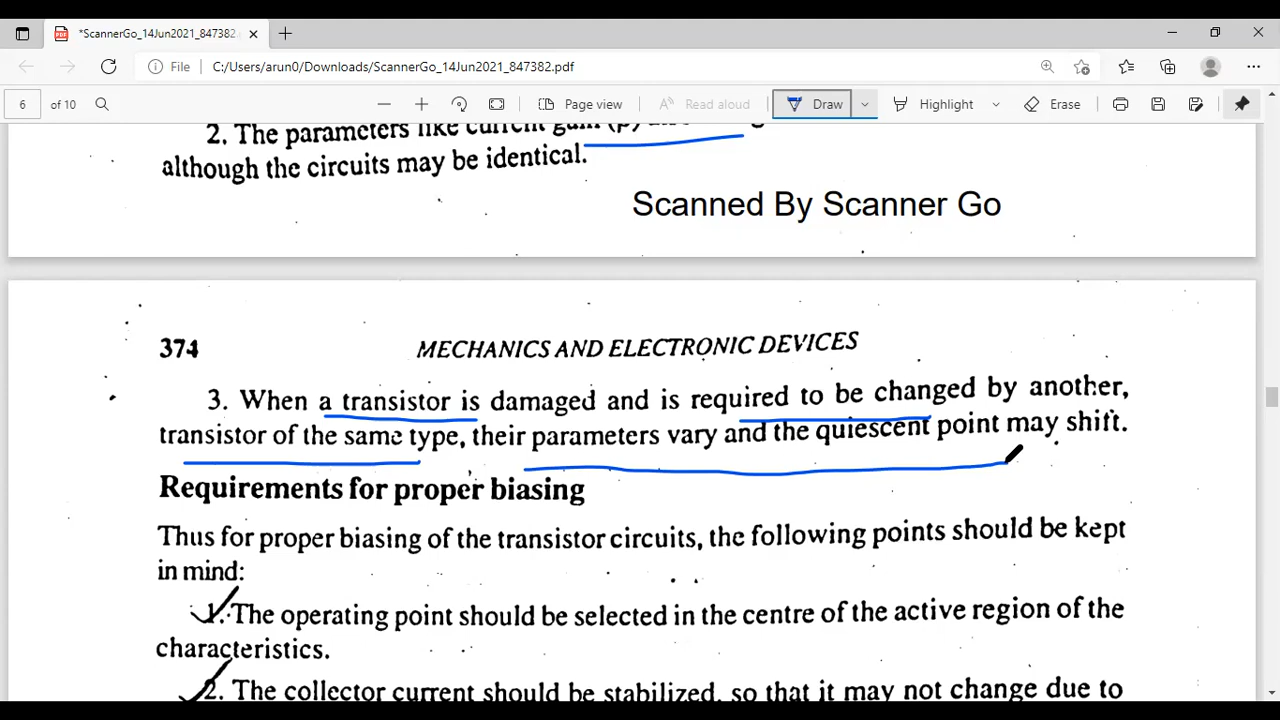 *ScannerGo_14Jun2021_847382.
File C:/Users/arun0/Downloads/ScannerGo_14Jun2021_847382.pdf
6 of 10 Page view Read aloud Draw Highlight Erase
2. The parameters like current gain
although the circuits may be identical.
Scanned By Scanner Go
374 MECHANICS AND ELECTRONIC DEVICES
3. When a transistor is damaged and is required to be changed by another,
transistor of the same type, their parameters vary and the quiescent point may shift.
Requirements for proper biasing
Thus for proper biasing of the transistor circuits, the following points should be kept
in mind:
1. The operating point should be selected in the centre of the active region of the
characteristics.
2. The collector current should be stabilized, so that it may not change due to